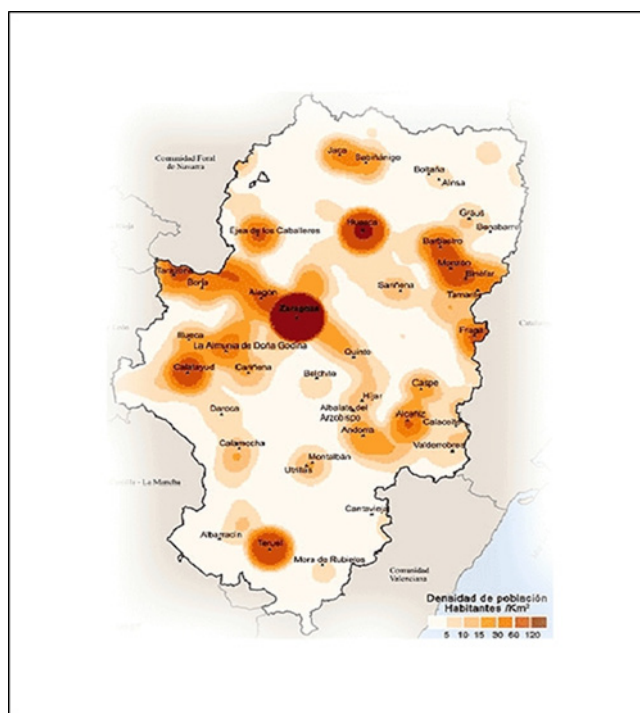 Jaca
Sabiñánigo
Comunidad Foral
de Navarra
Boltaña
Aínsa
Graus
Benabarre
Huesca
Ejea de los Caballeros
Barbastro
Monzón
Binéfar
Tamarite
Tarazona
Borja
Alagón
Sariñena
Zaragoza
Fraga
Illueca
La Almunia de Doña Godina
Quinto
Calatayud
Cariñena
Belchite
Caspe
Híjar
Daroca
Albalate del
Arzobispo
Alcañiz
Calaceite
Andorra
Calamocha
Valderrobres
Montalbán
Utrillas
Castilla - La Mancha
Cantavieja
Albarracín
Teruel
Mora de Rubielos
Comunidad
Valenciana
Densidad de población
Habitantes /Km²
5 10 15 30 60 120